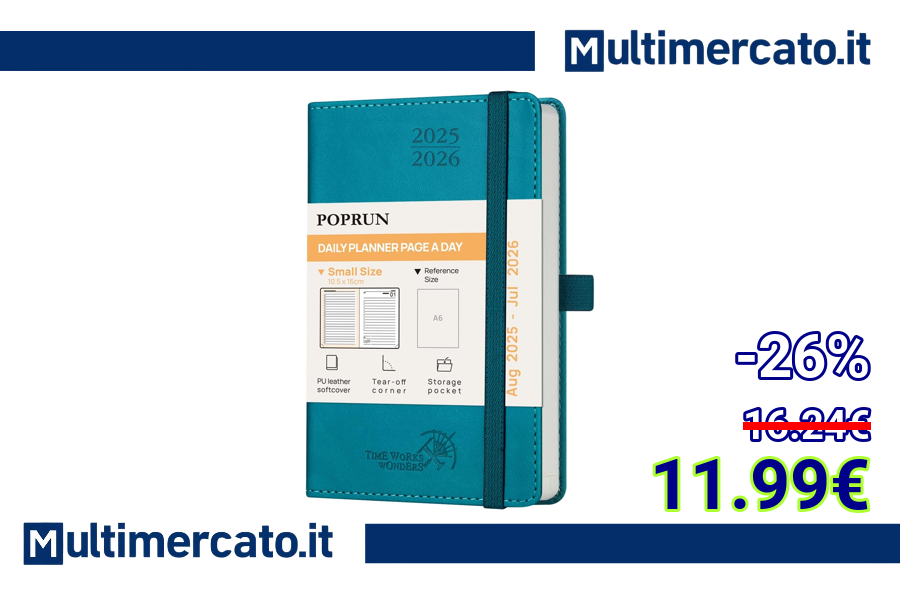 Multimercato.it
2025
2026
POPRUN
DAILY PLANNER PAGE A DAY
Small Size
10.5 x 16cm
Reference
Size
01
A6
PU leather
softcover
Tear-off
corner
Storage
pocket
Aug 2025 - Jul 2026
TIME WORKS
WONDERS
-26%
16.24€
11.99€
Multimercato.it